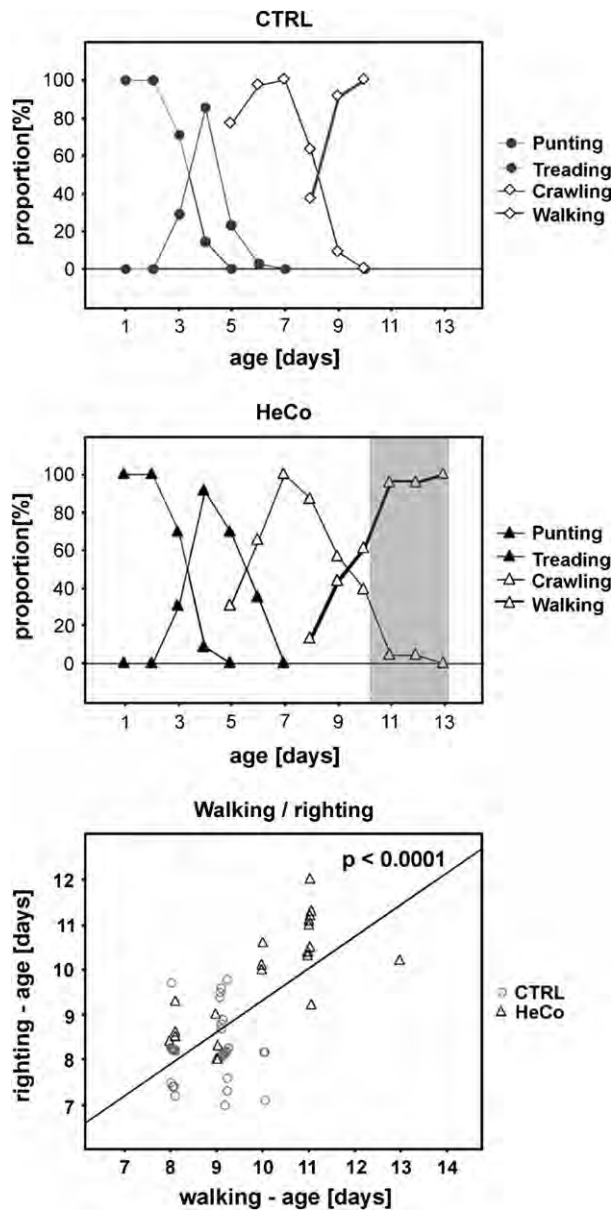 CTRL
100
80
60
40
20
0
proportion[%]
1 3 5 7 9 11 13
age [days]
Punting
Treading
Crawling
Walking
HeCo
100
80
60
40
20
0
proportion[%]
1 3 5 7 9 11 13
age [days]
Punting
Treading
Crawling
Walking
Walking / righting
p < 0.0001
12
11
10
9
8
7
righting - age [days]
7 8 9 10 11 12 13 14
walking - age [days]
CTRL
HeCo